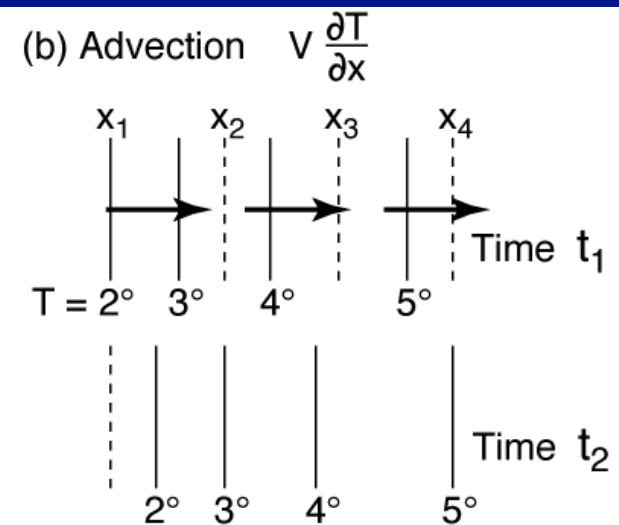 (b) Advection V ∂T/∂x
x₁ x₂ x₃ x₄
Time t₁
T = 2° 3° 4° 5°
Time t₂
2° 3° 4° 5°